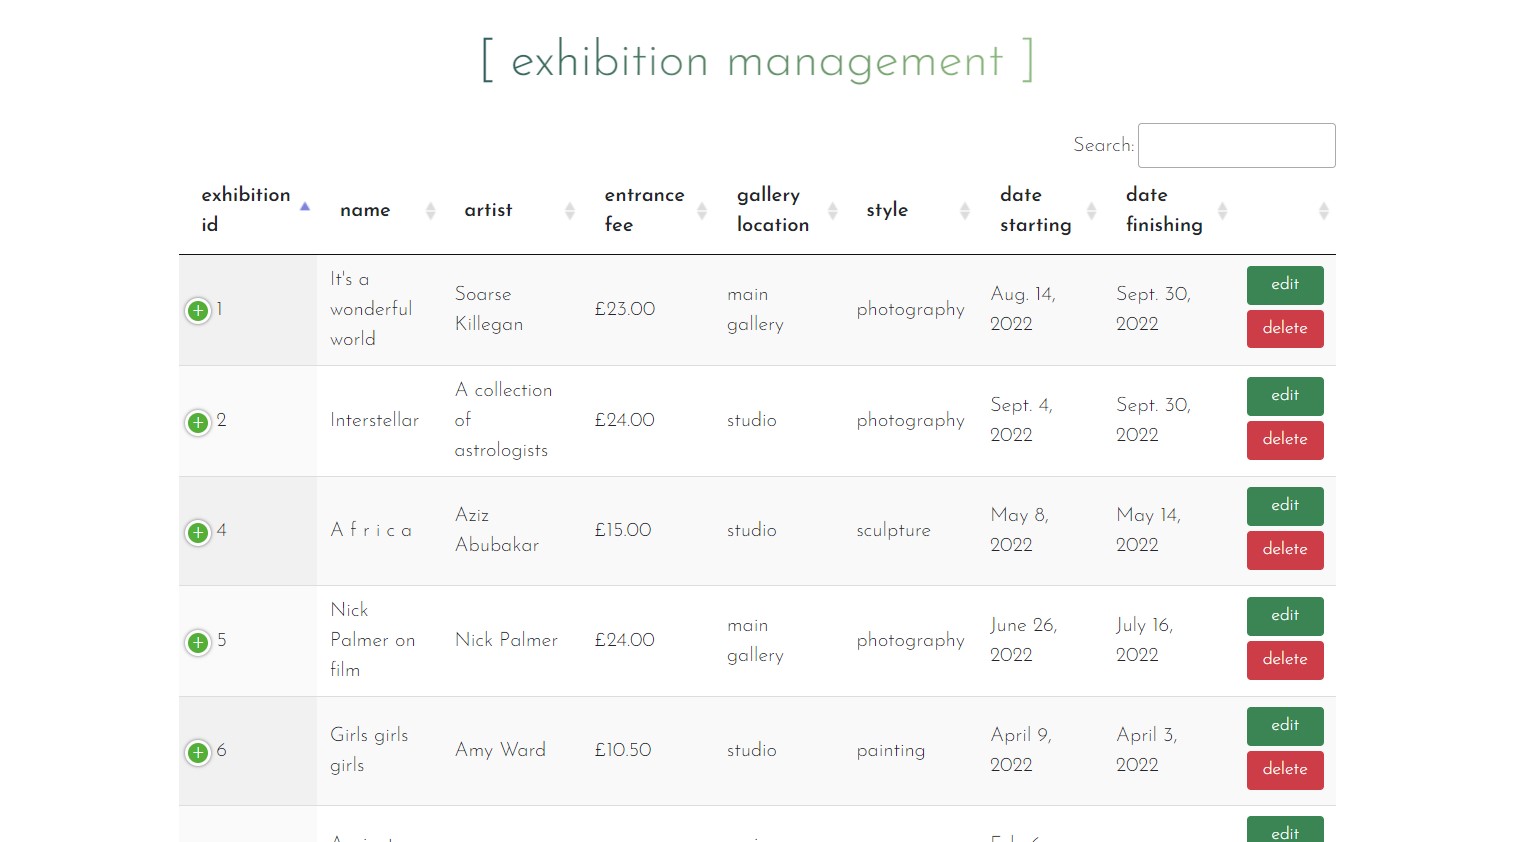 [ exhibition management ]
Search:
exhibition id name artist entrance fee gallery location style date starting date finishing
1 It's a wonderful world Soarse Killegan £23.00 main gallery photography Aug. 14, 2022 Sept. 30, 2022 edit delete
2 Interstellar A collection of astrologists £24.00 studio photography Sept. 4, 2022 Sept. 30, 2022 edit delete
4 A f r i c a Aziz Abubakar £15.00 studio sculpture May 8, 2022 May 14, 2022 edit delete
5 Nick Palmer on film Nick Palmer £24.00 main gallery photography June 26, 2022 July 16, 2022 edit delete
6 Girls girls girls Amy Ward £10.50 studio painting April 9, 2022 April 3, 2022 edit delete
edit